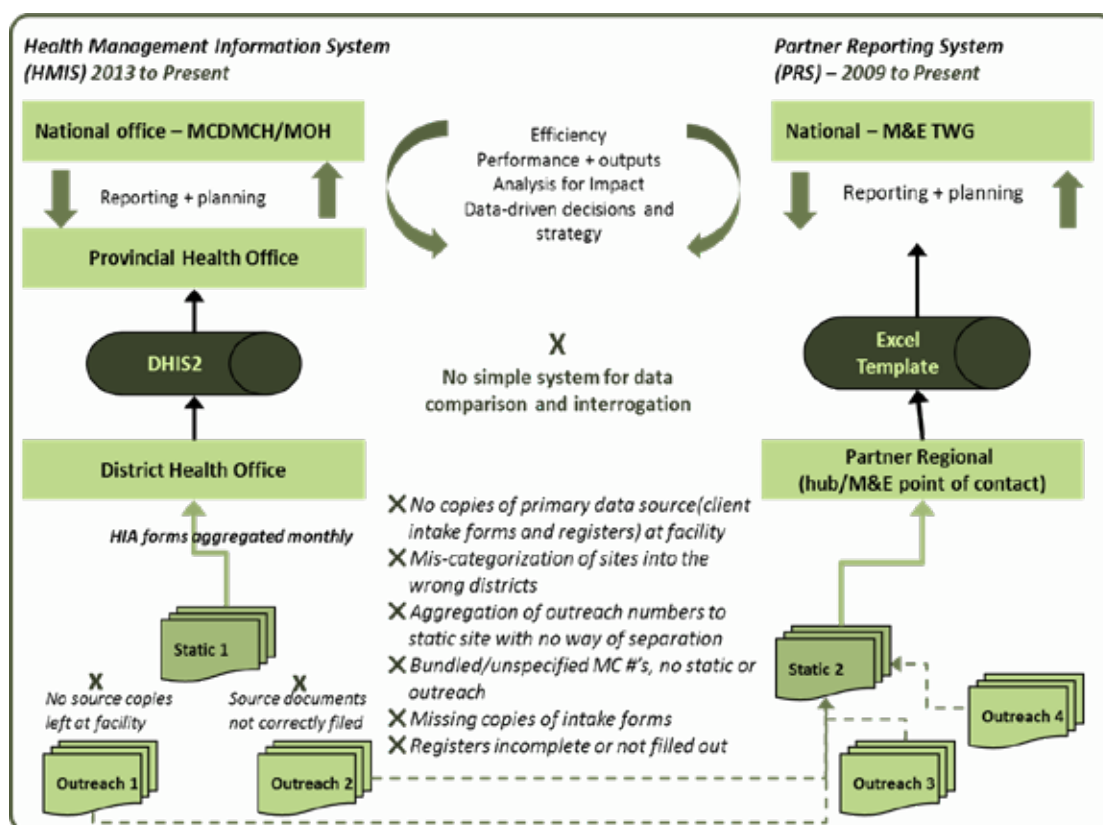 Health Management Information System
(HMIS) 2013 to Present
National office – MCDMCH/MOH
Reporting + planning
Provincial Health Office
DHIS2
District Health Office
HIA forms aggregated monthly
Static 1
X
No source copies
left at facility
X
Source documents
not correctly filed
Outreach 1
Outreach 2
Efficiency
Performance + outputs
Analysis for Impact
Data-driven decisions and
strategy
X
No simple system for data
comparison and interrogation
X No copies of primary data source(client
intake forms and registers) at facility
X Mis-categorization of sites into the
wrong districts
X Aggregation of outreach numbers to
static site with no way of separation
X Bundled/unspecified MC #'s, no static or
outreach
X Missing copies of intake forms
X Registers incomplete or not filled out
Partner Reporting System
(PRS) – 2009 to Present
National – M&E TWG
Reporting + planning
Excel
Template
Partner Regional
(hub/M&E point of contact)
Static 2
Outreach 4
Outreach 3